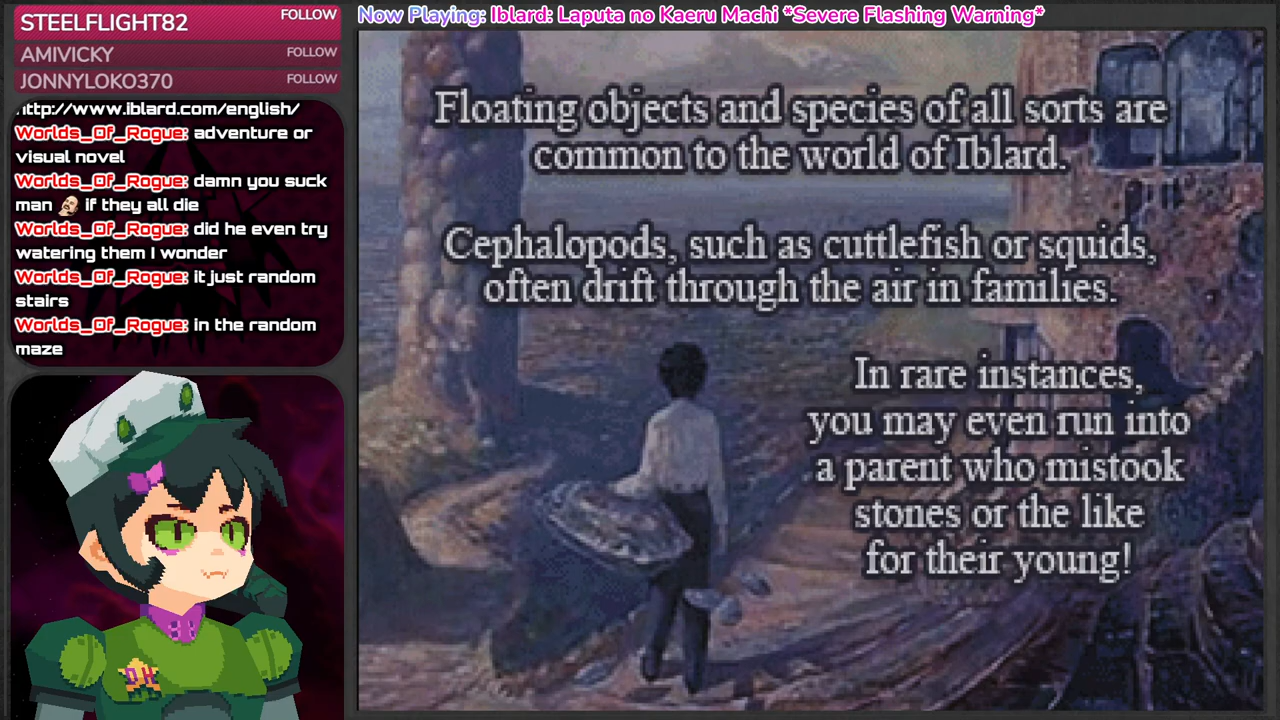 STEELFLIGHT82 FOLLOW
AMIVICKY FOLLOW
JONNYLOKO370 FOLLOW
http://www.iblard.com/english/
Worlds_Of_Rogue: adventure or
visual novel
Worlds_Of_Rogue: damn you suck
man if they all die
Worlds_Of_Rogue: did he even try
watering them I wonder
Worlds_Of_Rogue: it just random
stairs
Worlds_Of_Rogue: in the random
maze
Now Playing: Iblard: Laputa no Kaeru Machi *Severe Flashing Warning*
Floating objects and species of all sorts are
common to the world of Iblard.
Cephalopods, such as cuttlefish or squids,
often drift through the air in families.
In rare instances,
you may even run into
a parent who mistook
stones or the like
for their young!